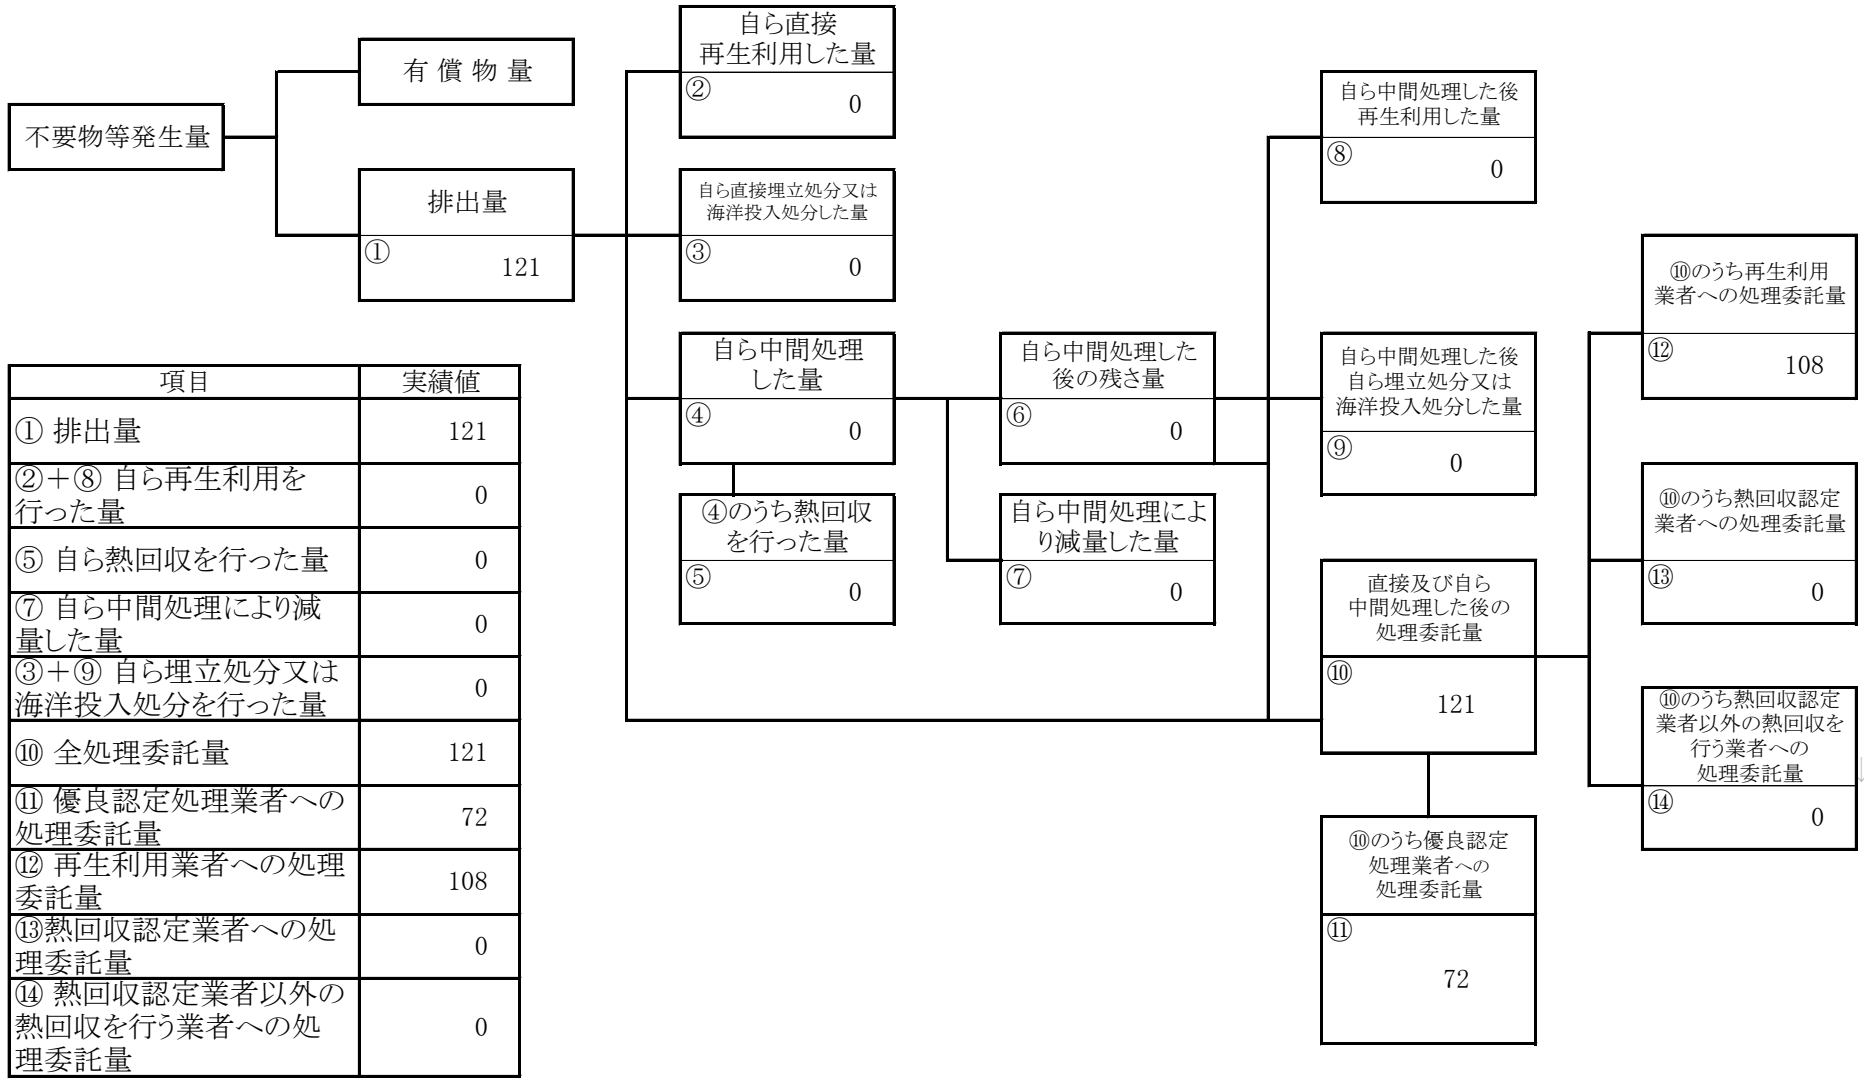 不要物等発生量
有 償 物 量
排出量
①
121
自ら直接
再生利用した量
②
0
自ら直接埋立処分又は
海洋投入処分した量
③
0
自ら中間処理
した量
④
0
④のうち熱回収
を行った量
⑤
0
自ら中間処理した
後の残さ量
⑥
0
自ら中間処理によ
り減量した量
⑦
0
自ら中間処理した後
再生利用した量
⑧
0
自ら中間処理した後
自ら埋立処分又は
海洋投入処分した量
⑨
0
直接及び自ら
中間処理した後の
処理委託量
⑩
121
⑩のうち優良認定
処理業者への
処理委託量
⑪
72
⑩のうち再生利用
業者への処理委託量
⑫
108
⑩のうち熱回収認定
業者への処理委託量
⑬
0
⑩のうち熱回収認定
業者以外の熱回収を
行う業者への
処理委託量
⑭
0
↓
項目 実績値
① 排出量 121
②+⑧ 自ら再生利用を
行った量 0
⑤ 自ら熱回収を行った量 0
⑦ 自ら中間処理により減
量した量 0
③+⑨ 自ら埋立処分又は
海洋投入処分を行った量 0
⑩ 全処理委託量 121
⑪ 優良認定処理業者への
処理委託量 72
⑫ 再生利用業者への処理
委託量 108
⑬熱回収認定業者への処
理委託量 0
⑭ 熱回収認定業者以外の
熱回収を行う業者への処
理委託量 0